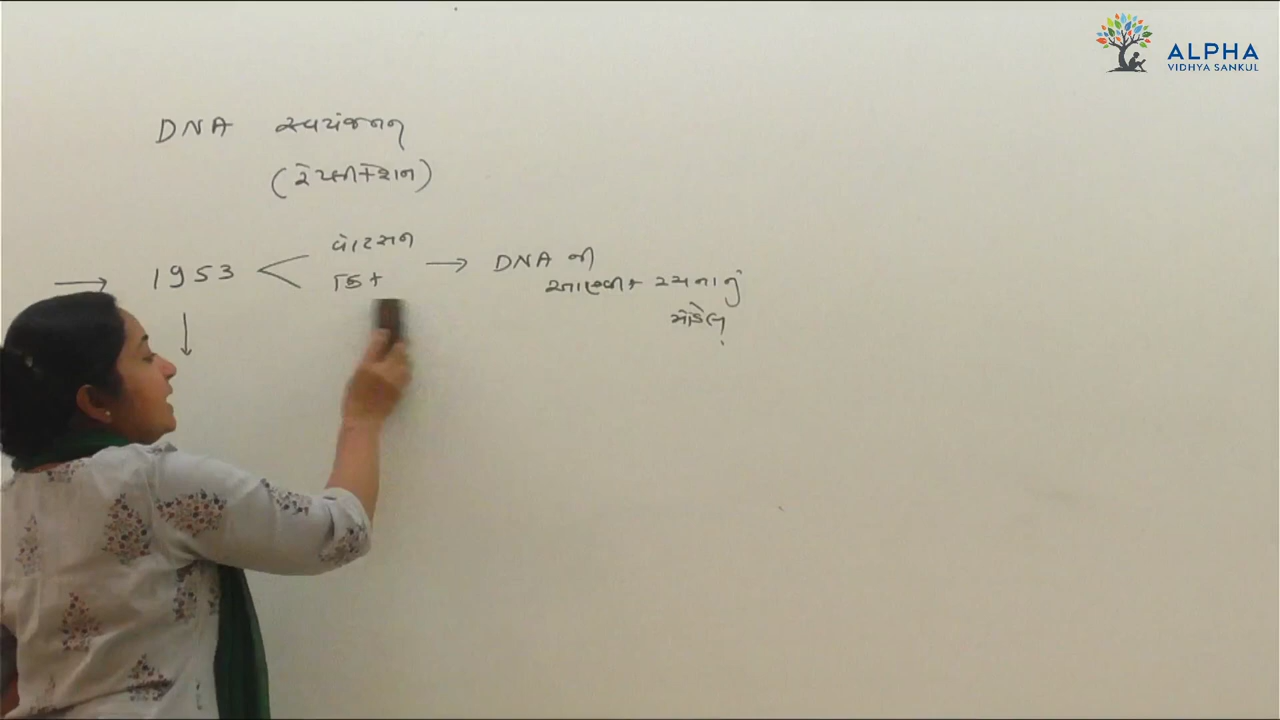 ALPHA
VIDHYA SANKUL
DNA સ્વયંજનન
(રેપ્લીકેશન)
→ 1953 < વોટસન → DNA ની
ક્રિક
આણ્વીક રચનાનું
મોડેલ